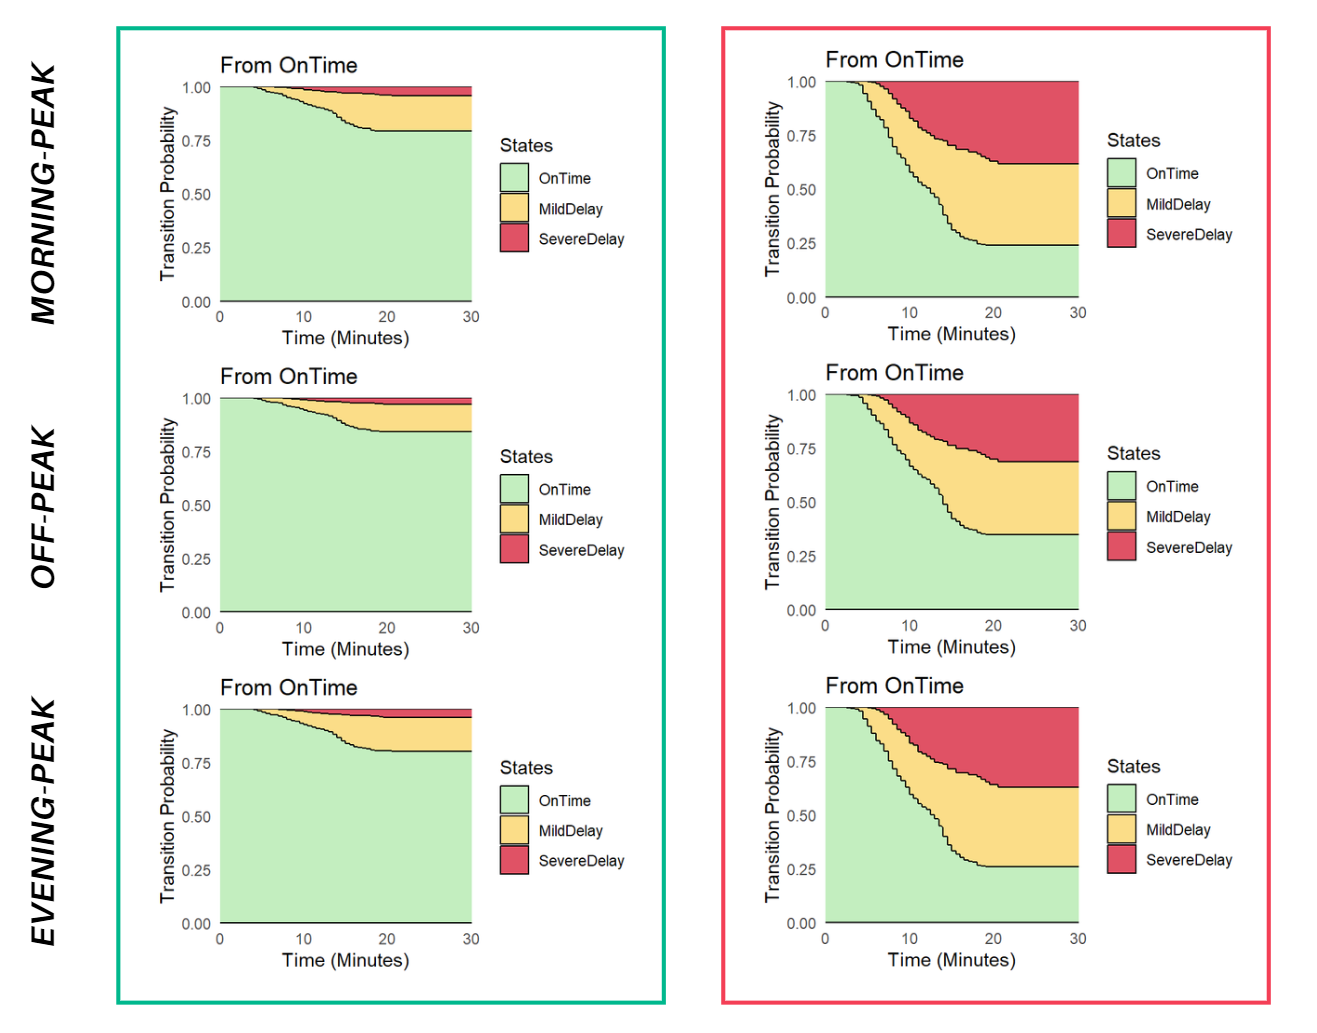 MORNING-PEAK
From OnTime
Transition Probability
1.00
0.75
0.50
0.25
0.00
0 10 20 30
Time (Minutes)
States
OnTime
MildDelay
SevereDelay
From OnTime
Transition Probability
1.00
0.75
0.50
0.25
0.00
0 10 20 30
Time (Minutes)
States
OnTime
MildDelay
SevereDelay
OFF-PEAK
From OnTime
Transition Probability
1.00
0.75
0.50
0.25
0.00
0 10 20 30
Time (Minutes)
States
OnTime
MildDelay
SevereDelay
From OnTime
Transition Probability
1.00
0.75
0.50
0.25
0.00
0 10 20 30
Time (Minutes)
States
OnTime
MildDelay
SevereDelay
EVENING-PEAK
From OnTime
Transition Probability
1.00
0.75
0.50
0.25
0.00
0 10 20 30
Time (Minutes)
States
OnTime
MildDelay
SevereDelay
From OnTime
Transition Probability
1.00
0.75
0.50
0.25
0.00
0 10 20 30
Time (Minutes)
States
OnTime
MildDelay
SevereDelay